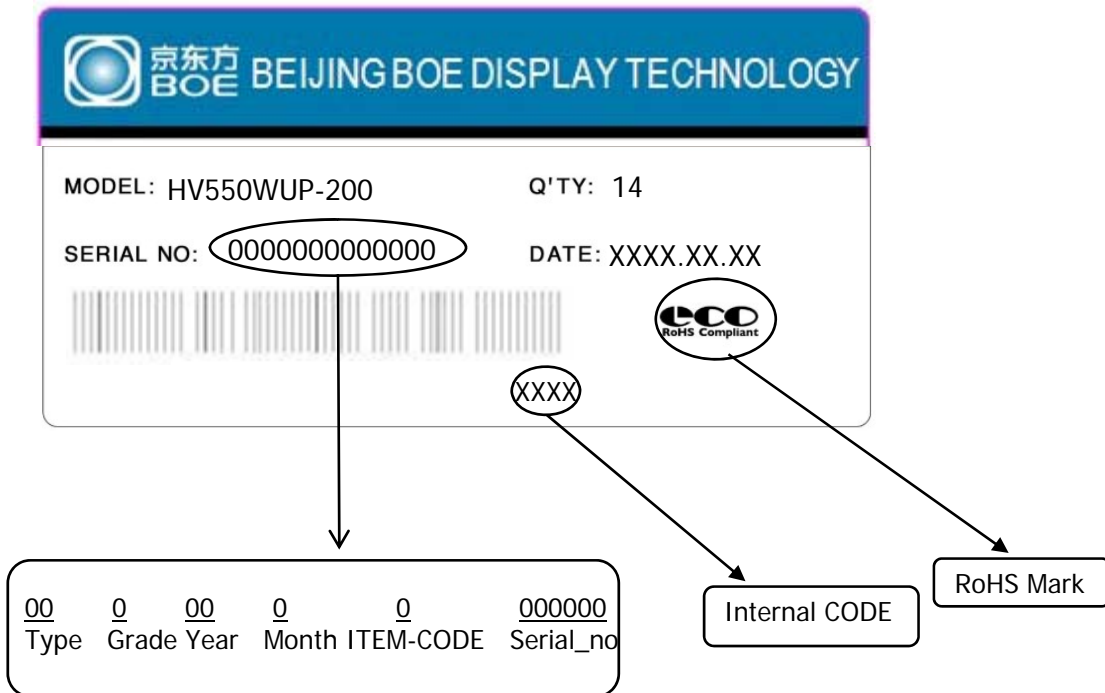 京东方
BOE BEIJING BOE DISPLAY TECHNOLOGY
MODEL: HV550WUP-200 Q'TY: 14
SERIAL NO: 0000000000000 DATE: XXXX.XX.XX
eco
RoHS Compliant
XXXX
00 0 00 0 0 000000
Type Grade Year Month ITEM-CODE Serial_no
Internal CODE
RoHS Mark